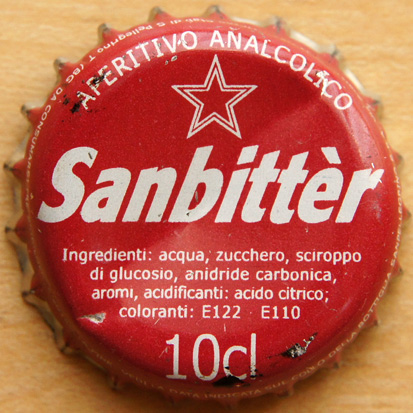 APERITIVO ANALCOLICO
Sanbittèr
Ingredienti: acqua, zucchero, sciroppo
di glucosio, anidride carbonica,
aromi, acidificanti: acido citrico;
coloranti: E122 E110
10cl